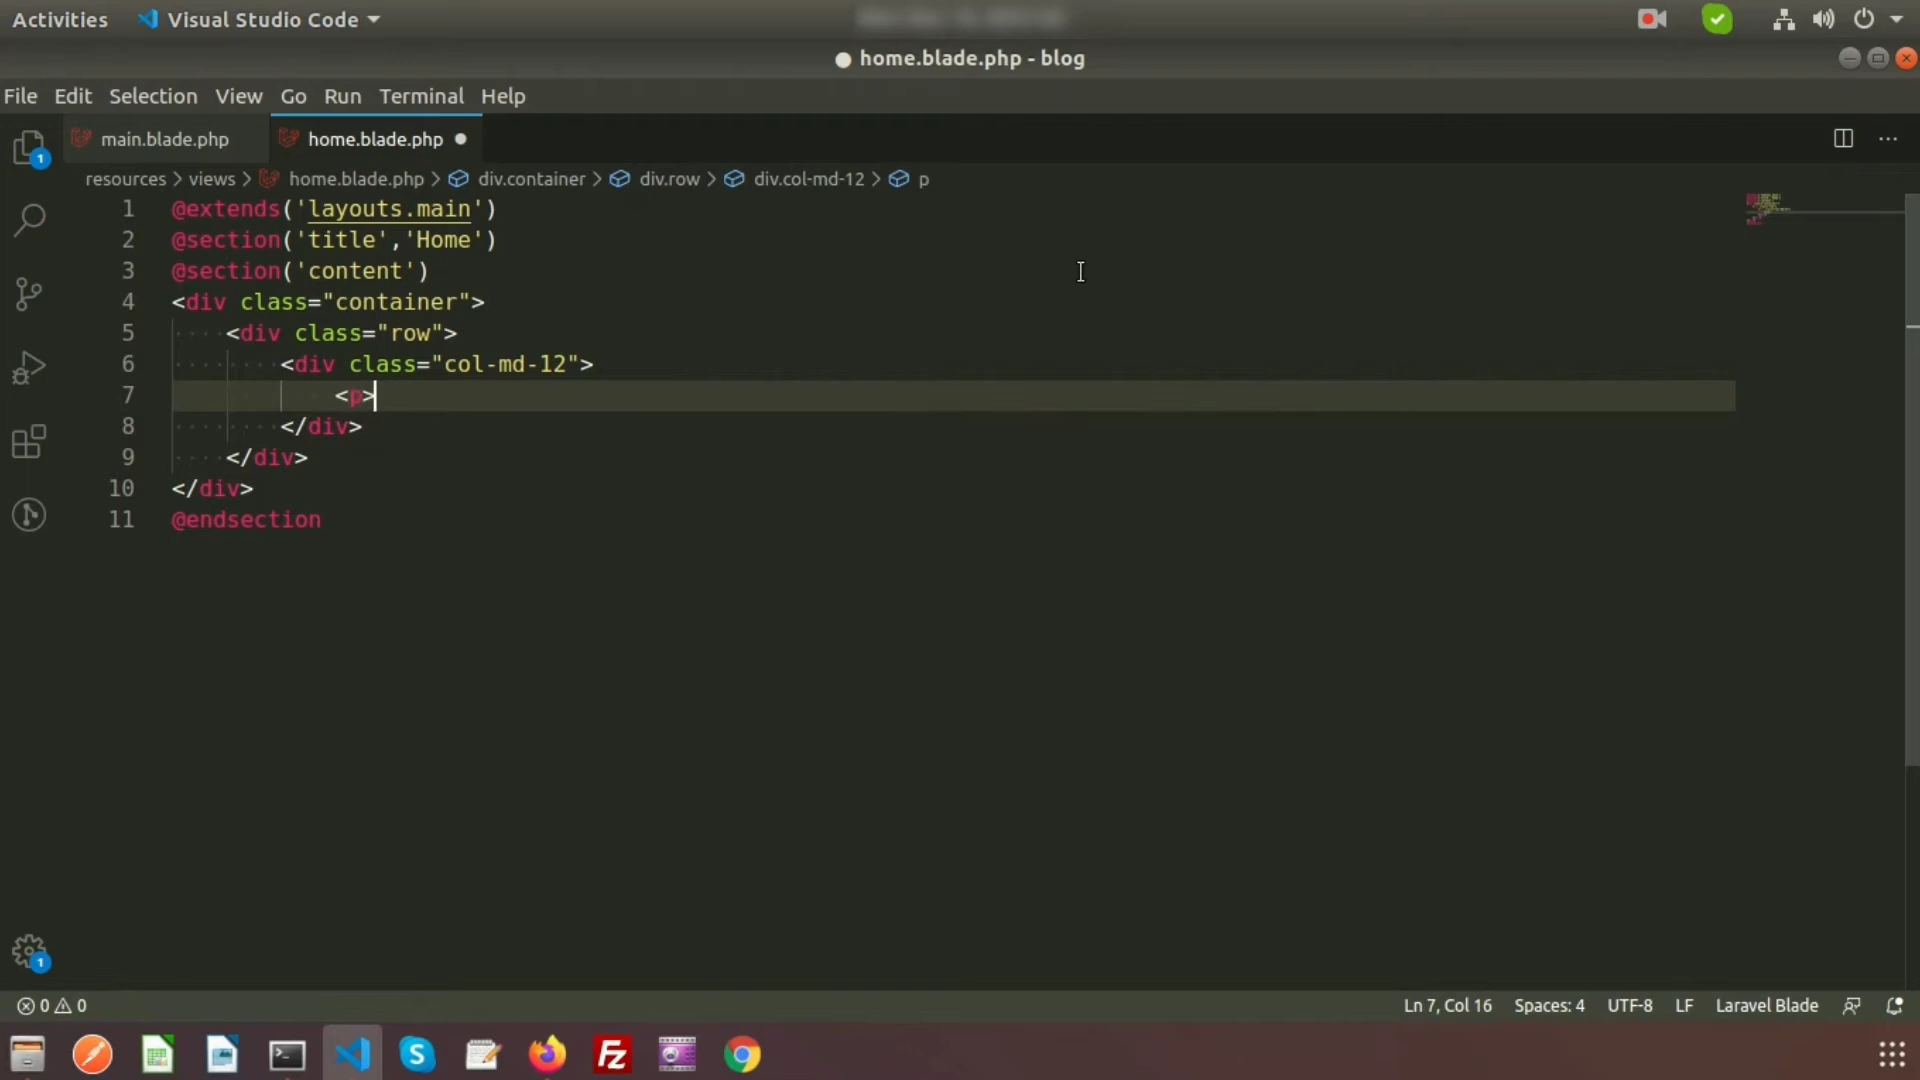 Activities Visual Studio Code
● home.blade.php - blog
File Edit Selection View Go Run Terminal Help
1 main.blade.php home.blade.php ●
resources > views > home.blade.php > div.container > div.row > div.col-md-12 > p
1 @extends('layouts.main')
2 @section('title','Home')
3 @section('content')
4 <div class="container">
5 <div class="row">
6 <div class="col-md-12">
7 <p>
8 </div>
9 </div>
10 </div>
11 @endsection
1
0 0 Ln 7, Col 16 Spaces: 4 UTF-8 LF Laravel Blade
S Fz